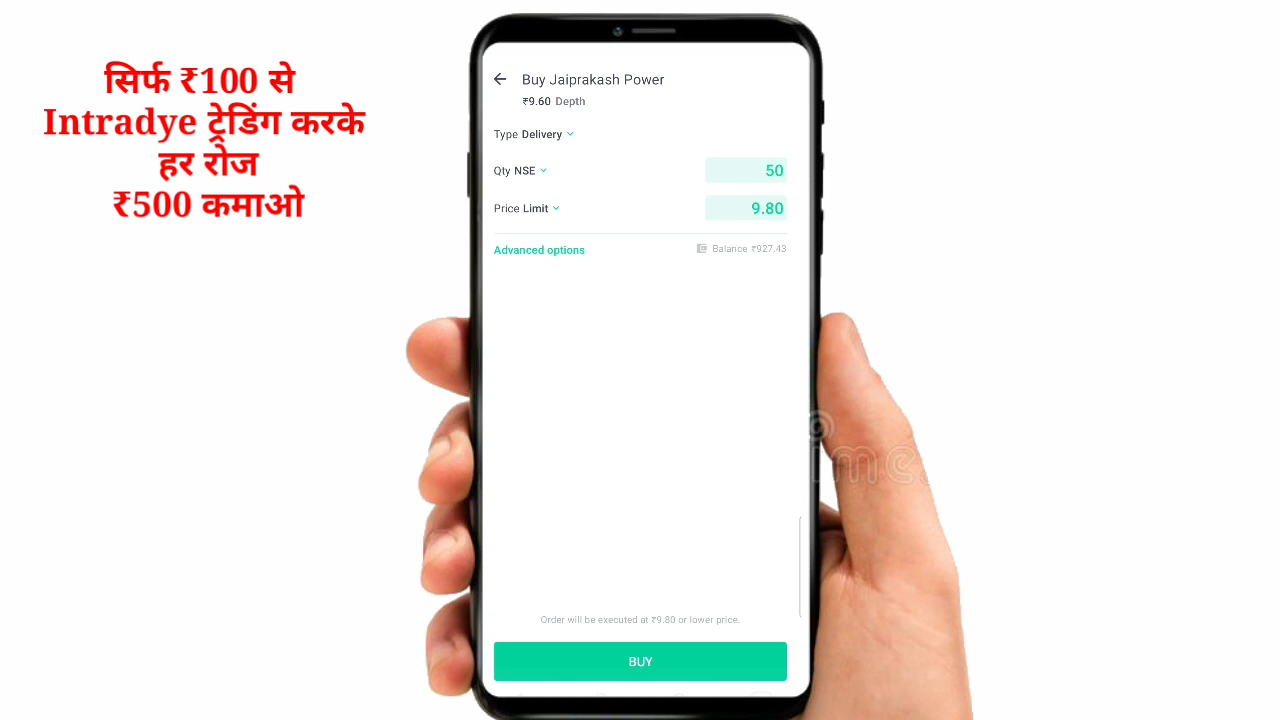 सिर्फ ₹100 से
Intradye ट्रेडिंग करके
हर रोज
₹500 कमाओ
Buy Jaiprakash Power
₹9.60 Depth
Type Delivery
Qty NSE 50
Price Limit 9.80
Advanced options Balance ₹927.43
Order will be executed at ₹9.80 or lower price.
BUY